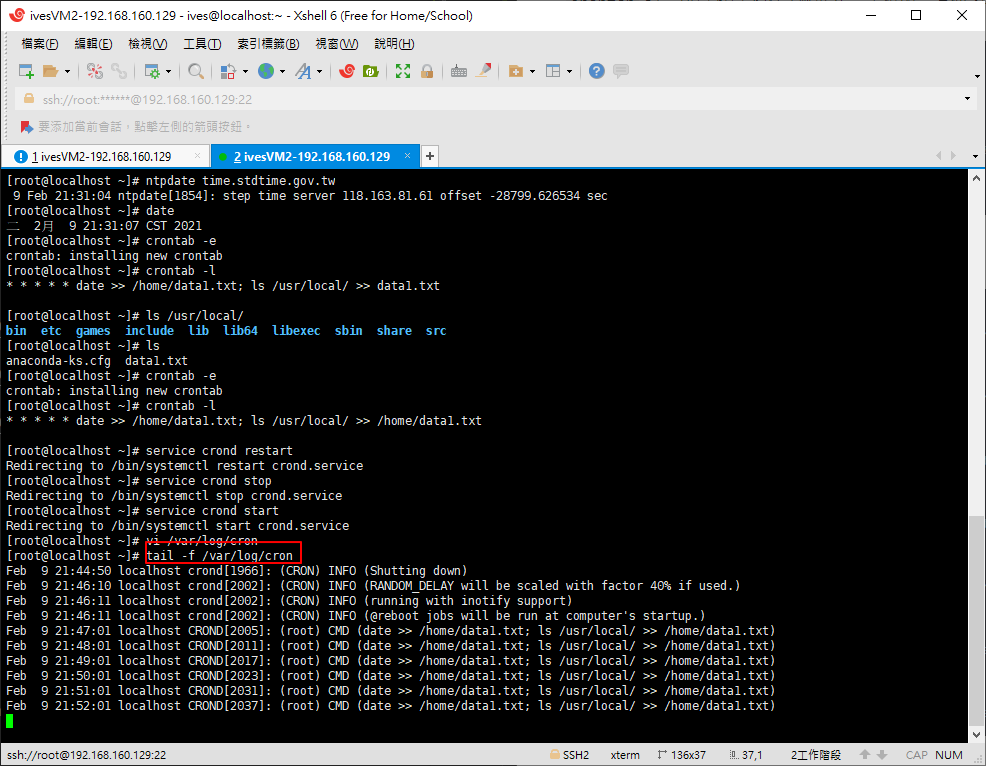 ivesVM2-192.168.160.129 - ives@localhost:~ - Xshell 6 (Free for Home/School)
檔案(F) 編輯(E) 檢視(V) 工具(T) 索引標籤(B) 視窗(W) 說明(H)
ssh://root:******@192.168.160.129:22
要添加當前會話，點擊左側的箭頭按鈕。
1 ivesVM2-192.168.160.129 × 2 ivesVM2-192.168.160.129 × +
[root@localhost ~]# ntpdate time.stdtime.gov.tw
 9 Feb 21:31:04 ntpdate[1854]: step time server 118.163.81.61 offset -28799.626534 sec
[root@localhost ~]# date
二  2月  9 21:31:07 CST 2021
[root@localhost ~]# crontab -e
crontab: installing new crontab
[root@localhost ~]# crontab -l
* * * * * date >> /home/data1.txt; ls /usr/local/ >> data1.txt
[root@localhost ~]# ls /usr/local/
bin  etc  games  include  lib  lib64  libexec  sbin  share  src
[root@localhost ~]# ls
anaconda-ks.cfg  data1.txt
[root@localhost ~]# crontab -e
crontab: installing new crontab
[root@localhost ~]# crontab -l
* * * * * date >> /home/data1.txt; ls /usr/local/ >> /home/data1.txt
[root@localhost ~]# service crond restart
Redirecting to /bin/systemctl restart crond.service
[root@localhost ~]# service crond stop
Redirecting to /bin/systemctl stop crond.service
[root@localhost ~]# service crond start
Redirecting to /bin/systemctl start crond.service
[root@localhost ~]# vi /var/log/cron
[root@localhost ~]# tail -f /var/log/cron
Feb  9 21:44:50 localhost crond[1966]: (CRON) INFO (Shutting down)
Feb  9 21:46:10 localhost crond[2002]: (CRON) INFO (RANDOM_DELAY will be scaled with factor 40% if used.)
Feb  9 21:46:11 localhost crond[2002]: (CRON) INFO (running with inotify support)
Feb  9 21:46:11 localhost crond[2002]: (CRON) INFO (@reboot jobs will be run at computer's startup.)
Feb  9 21:47:01 localhost CROND[2005]: (root) CMD (date >> /home/data1.txt; ls /usr/local/ >> /home/data1.txt)
Feb  9 21:48:01 localhost CROND[2011]: (root) CMD (date >> /home/data1.txt; ls /usr/local/ >> /home/data1.txt)
Feb  9 21:49:01 localhost CROND[2017]: (root) CMD (date >> /home/data1.txt; ls /usr/local/ >> /home/data1.txt)
Feb  9 21:50:01 localhost CROND[2023]: (root) CMD (date >> /home/data1.txt; ls /usr/local/ >> /home/data1.txt)
Feb  9 21:51:01 localhost CROND[2031]: (root) CMD (date >> /home/data1.txt; ls /usr/local/ >> /home/data1.txt)
Feb  9 21:52:01 localhost CROND[2037]: (root) CMD (date >> /home/data1.txt; ls /usr/local/ >> /home/data1.txt)
ssh://root@192.168.160.129:22 SSH2 xterm 136x37 37,1 2工作階段 CAP NUM